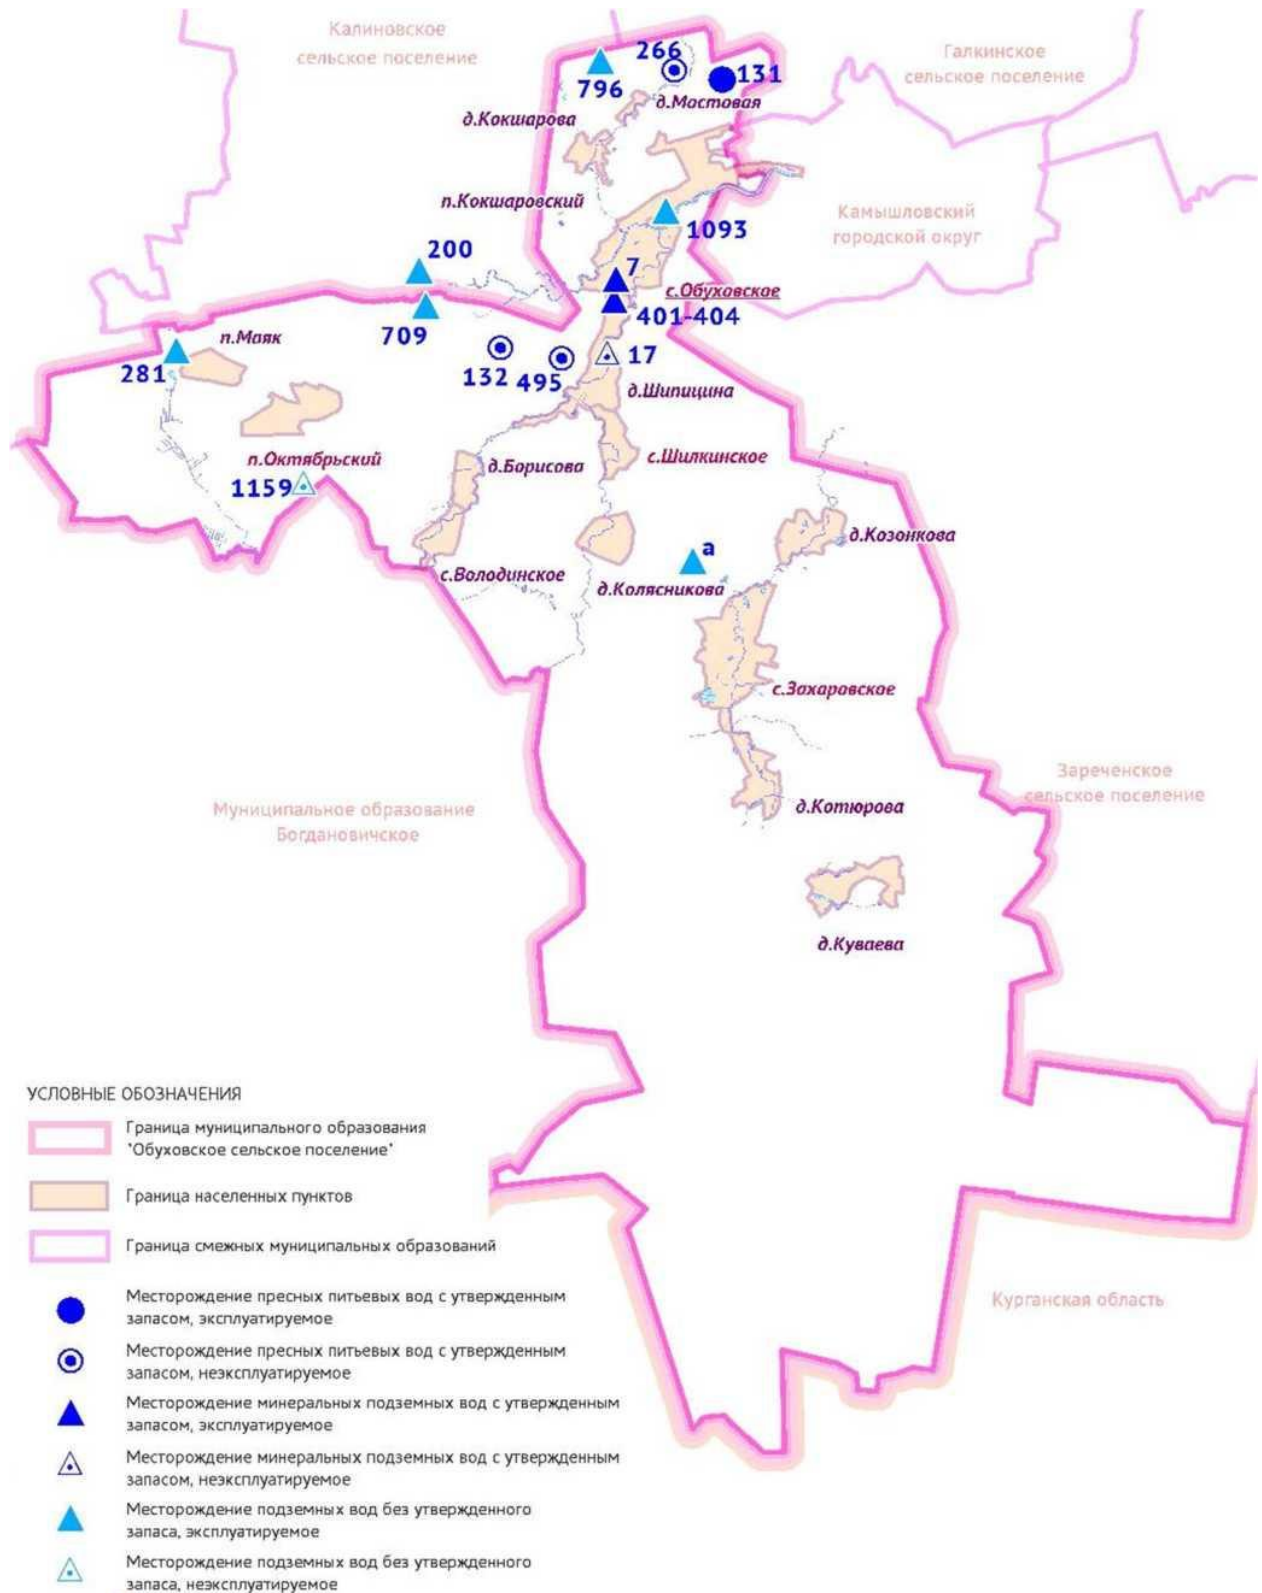 Калиновское
сельское поселение
266
131
796
д.Мостовая
Галкинское
сельское поселение
д.Кокшарова
п.Кокшаровский
1093
Камышловский
городской округ
200
7
с.Обуховское
401-404
709
п.Маяк
281
132
495
17
д.Шипицина
п.Октябрьский
1159
д.Борисова
с.Шилкинское
а
д.Козонкова
с.Володинское
д.Колясникова
с.Захаровское
Муниципальное образование
Богдановичское
Зареченское
сельское поселение
д.Котюрова
д.Куваева
Курганская область
УСЛОВНЫЕ ОБОЗНАЧЕНИЯ
Граница муниципального образования
"Обуховское сельское поселение"
Граница населенных пунктов
Граница смежных муниципальных образований
Месторождение пресных питьевых вод с утвержденным
запасом, эксплуатируемое
Месторождение пресных питьевых вод с утвержденным
запасом, неэксплуатируемое
Месторождение минеральных подземных вод с утвержденным
запасом, эксплуатируемое
Месторождение минеральных подземных вод с утвержденным
запасом, неэксплуатируемое
Месторождение подземных вод без утвержденного
запаса, эксплуатируемое
Месторождение подземных вод без утвержденного
запаса, неэксплуатируемое